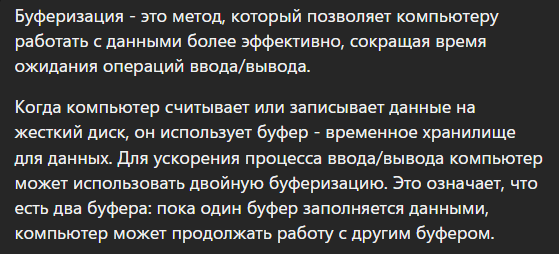 Буферизация - это метод, который позволяет компьютеру
работать с данными более эффективно, сокращая время
ожидания операций ввода/вывода.
Когда компьютер считывает или записывает данные на
жесткий диск, он использует буфер - временное хранилище
для данных. Для ускорения процесса ввода/вывода компьютер
может использовать двойную буферизацию. Это означает, что
есть два буфера: пока один буфер заполняется данными,
компьютер может продолжать работу с другим буфером.